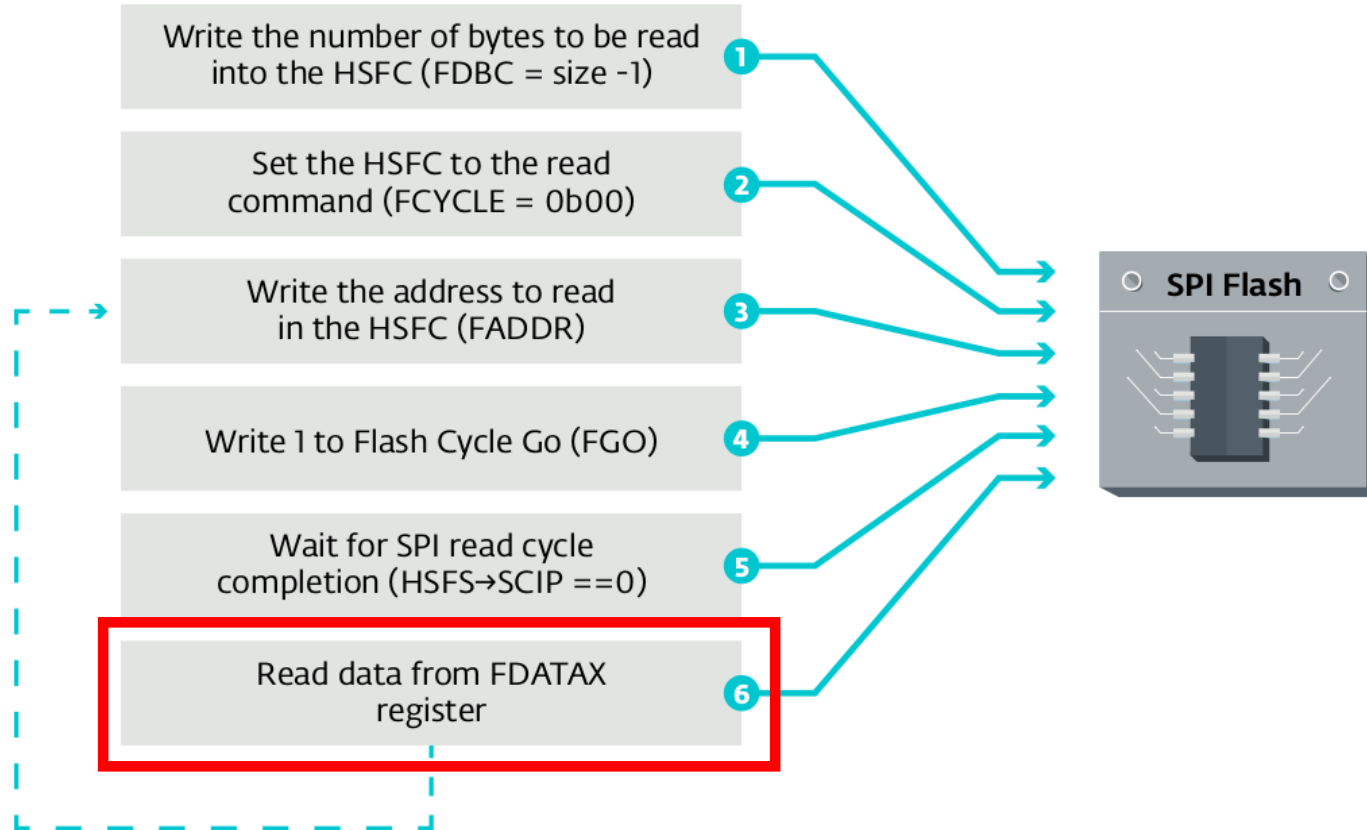 Write the number of bytes to be read
into the HSFC (FDBC = size -1)
1
Set the HSFC to the read
command (FCYCLE = 0b00)
2
Write the address to read
in the HSFC (FADDR)
3
Write 1 to Flash Cycle Go (FGO)
4
Wait for SPI read cycle
completion (HSFS→SCIP ==0)
5
Read data from FDATAX
register
6
SPI Flash